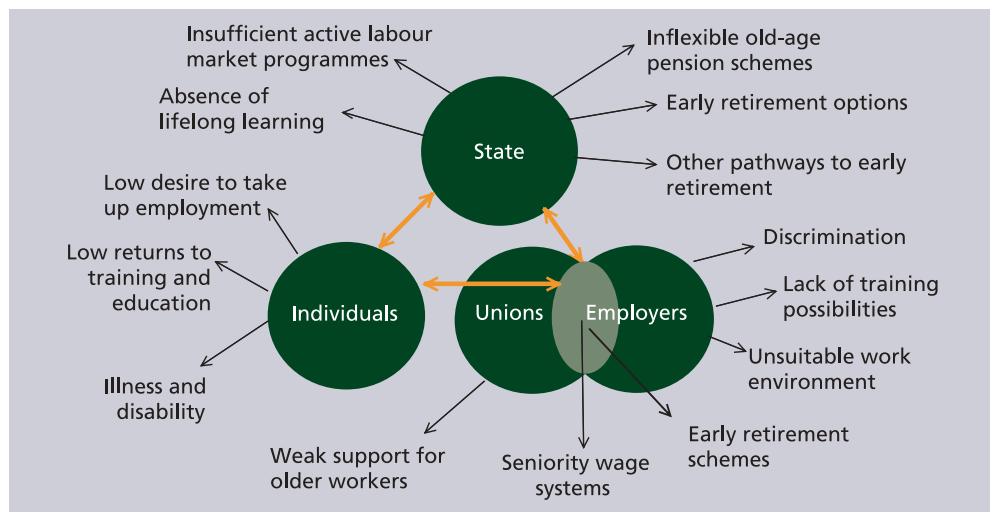 Insufficient active labour
market programmes
Inflexible old-age
pension schemes
Absence of
lifelong learning
Early retirement options
State
Other pathways to early
retirement
Low desire to take
up employment
Low returns to
training and
education
Discrimination
Lack of training
possibilities
Individuals
Unions
Employers
Unsuitable work
environment
Illness and
disability
Weak support for
older workers
Seniority wage
systems
Early retirement
schemes